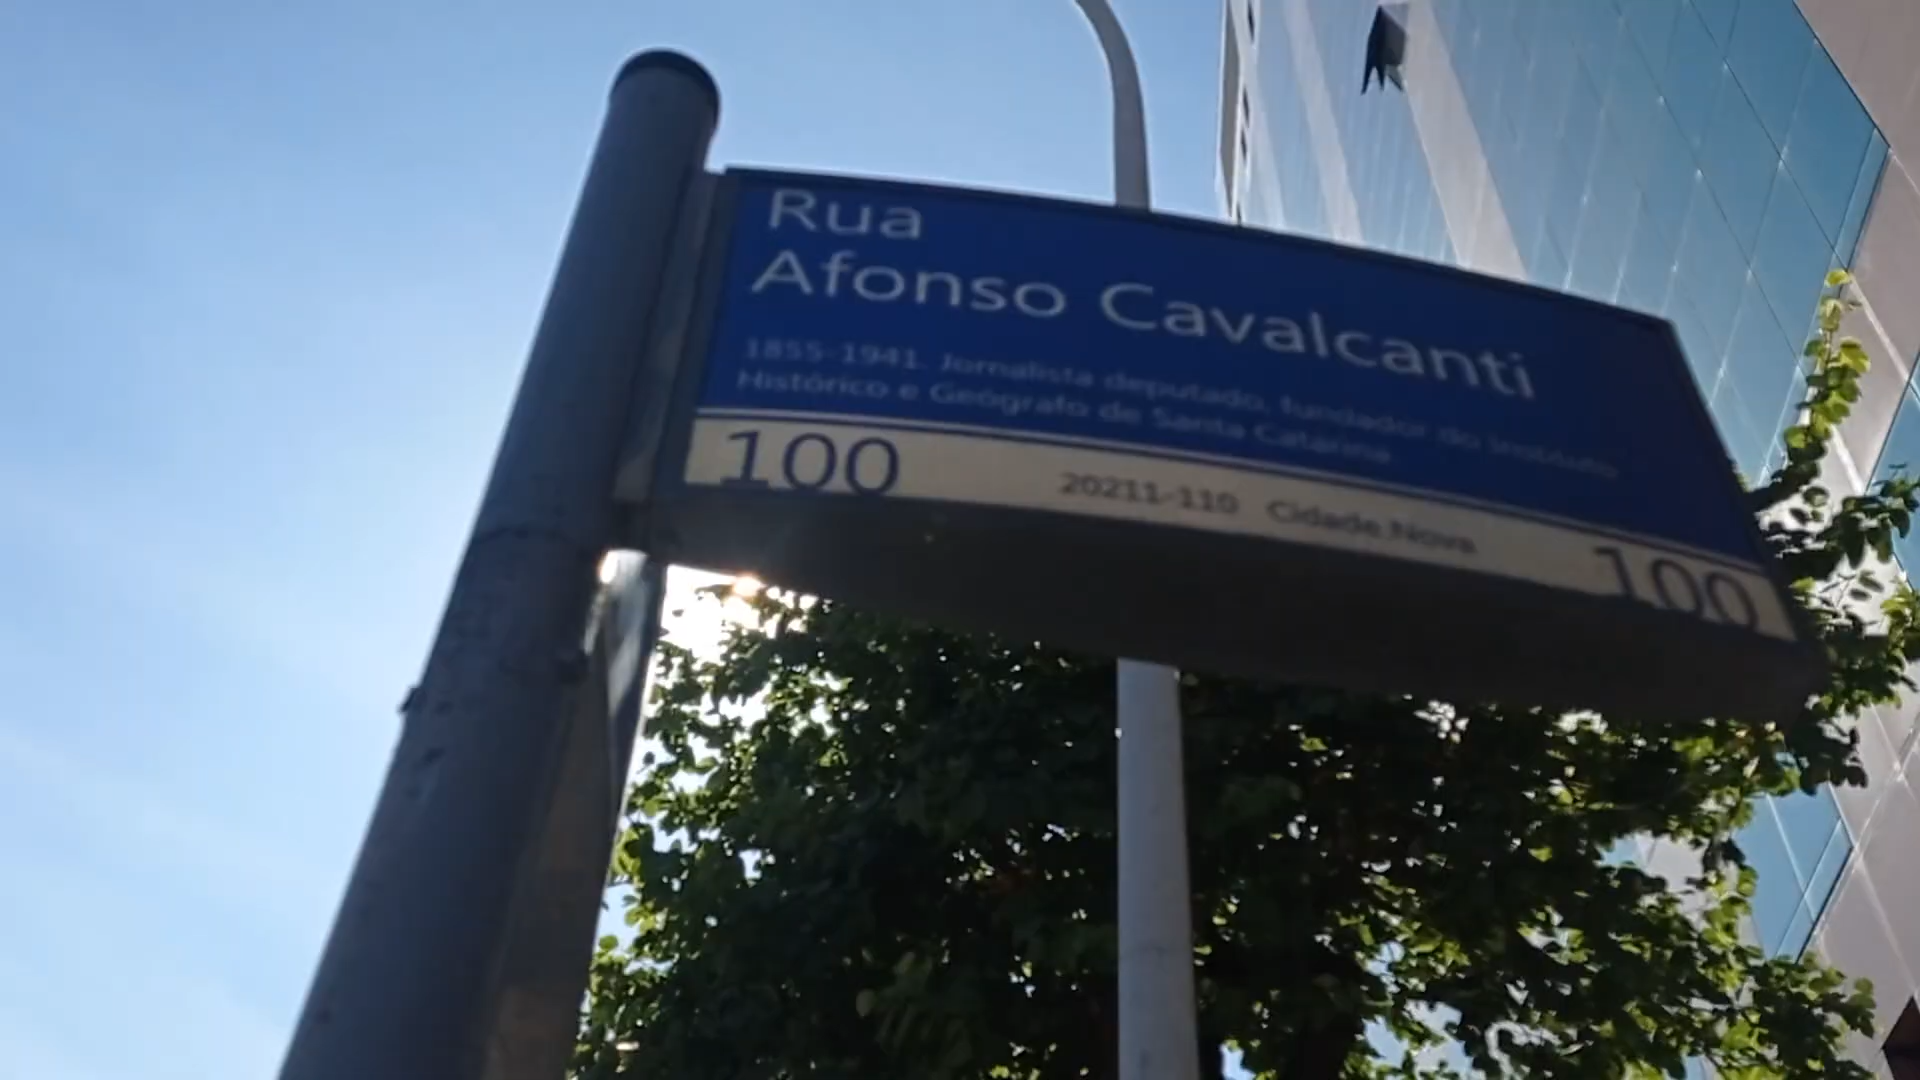 Rua
Afonso Cavalcanti
1855-1941. Jornalista deputado, fundador do Instituto
Histórico e Geógrafo de Santa Catarina
100 20211-110 Cidade Nova 100